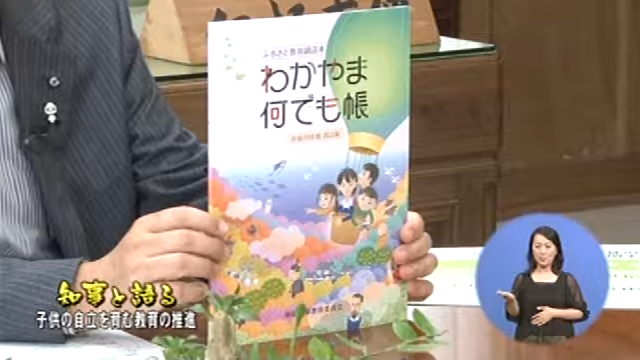 ふるさと教育副読本
わかやま
何でも帳
知事と語る
子供の自立を育む教育の推進